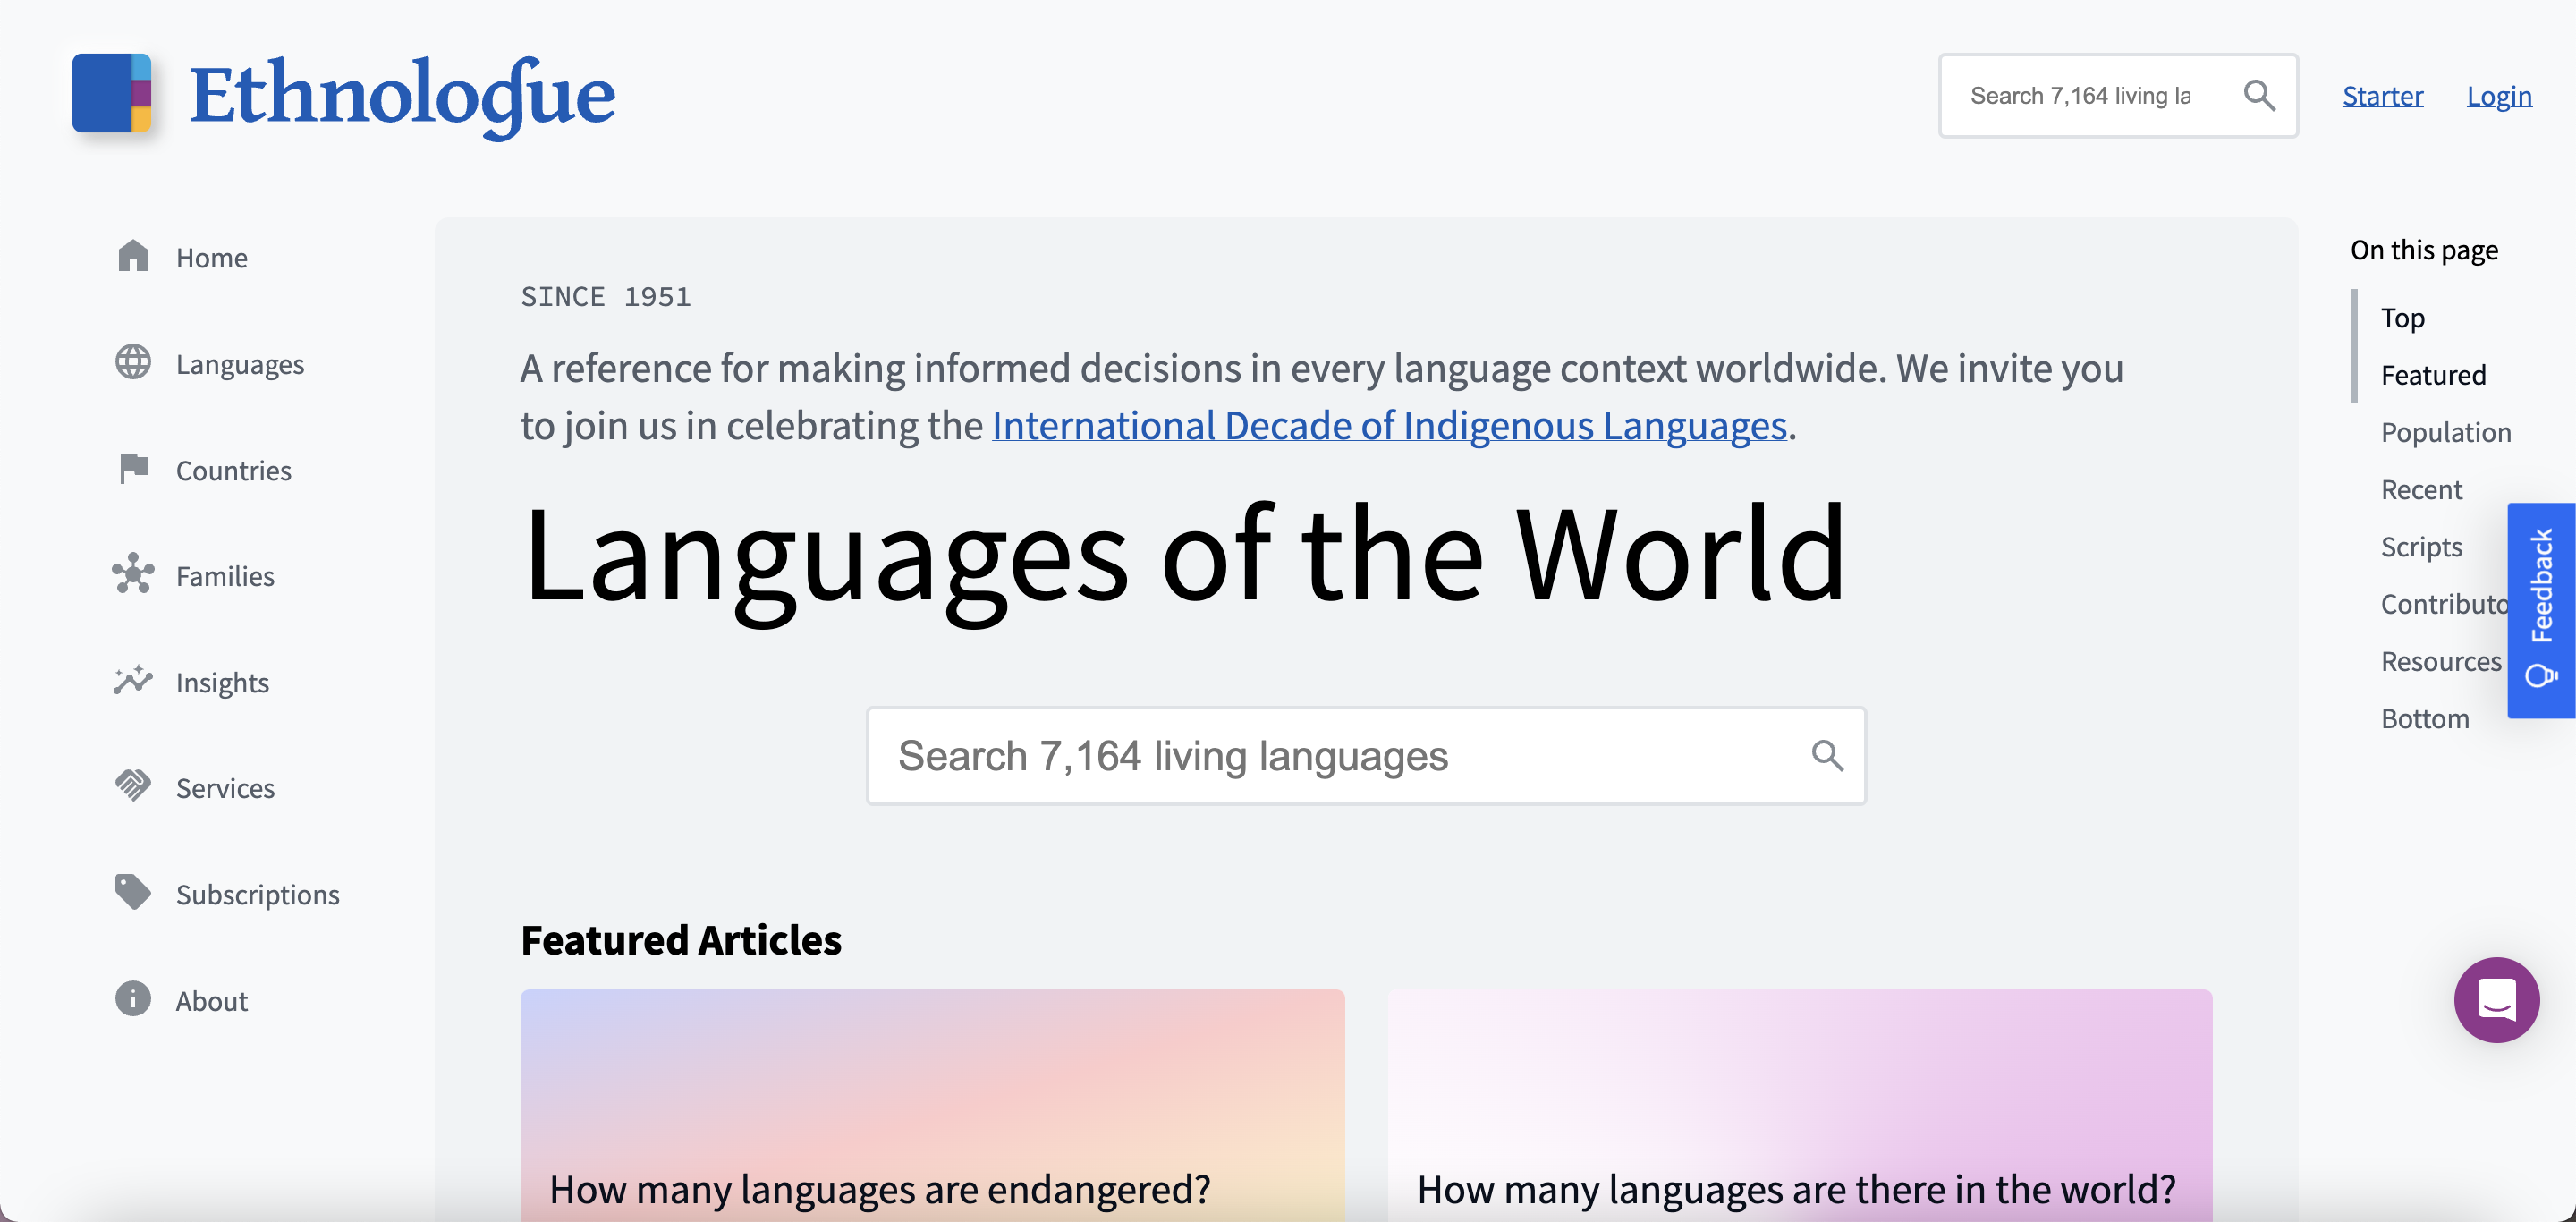 Ethnologue
Search 7,164 living la
Starter
Login
Home
Languages
Countries
Families
Insights
Services
Subscriptions
About
SINCE 1951
A reference for making informed decisions in every language context worldwide. We invite you
to join us in celebrating the International Decade of Indigenous Languages.
Languages of the World
Search 7,164 living languages
Featured Articles
How many languages are endangered?
How many languages are there in the world?
On this page
Top
Featured
Population
Recent
Scripts
Contributo
Resources
Bottom
Feedback